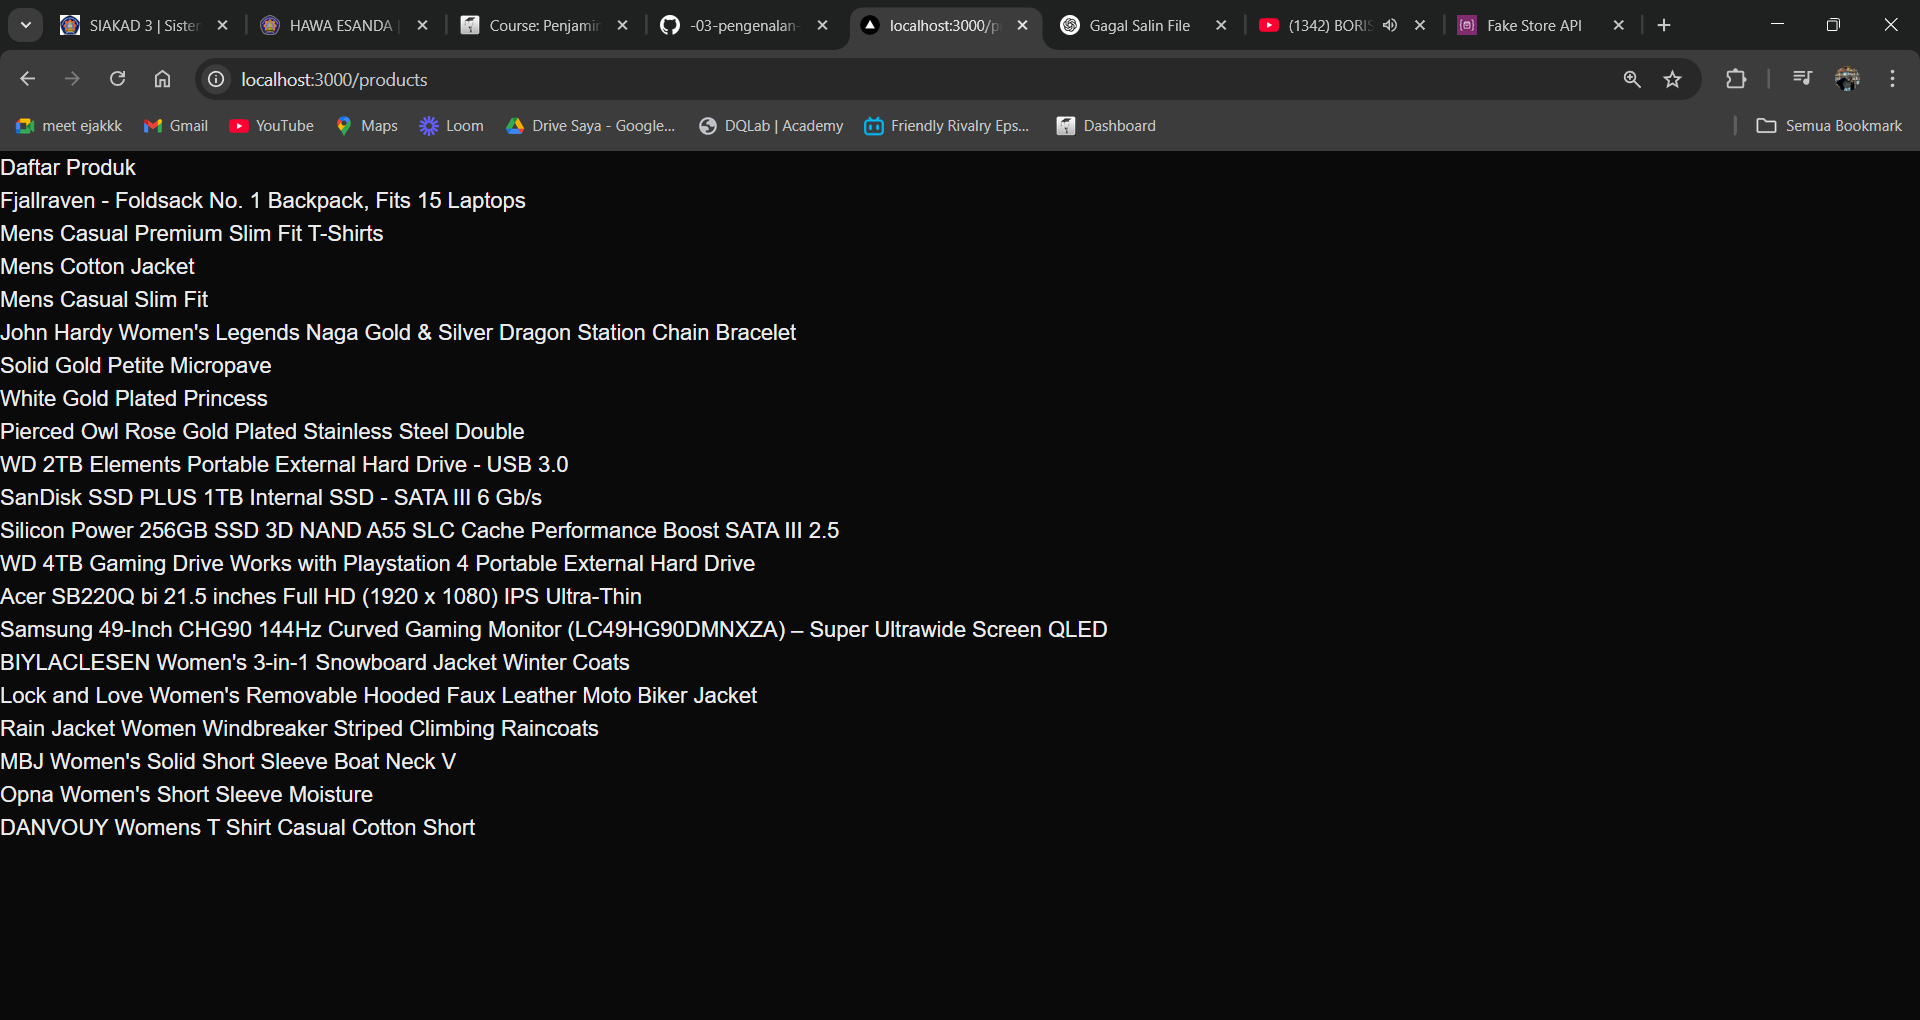 SIAKAD 3 | Sister
HAWA ESANDA |
Course: Penjamin
-03-pengenalan-
localhost:3000/p
Gagal Salin File
(1342) BORIS
Fake Store API
localhost:3000/products
meet ejakkk
Gmail
YouTube
Maps
Loom
Drive Saya - Google...
DQLab | Academy
Friendly Rivalry Eps...
Dashboard
Semua Bookmark
Daftar Produk
Fjallraven - Foldsack No. 1 Backpack, Fits 15 Laptops
Mens Casual Premium Slim Fit T-Shirts
Mens Cotton Jacket
Mens Casual Slim Fit
John Hardy Women's Legends Naga Gold & Silver Dragon Station Chain Bracelet
Solid Gold Petite Micropave
White Gold Plated Princess
Pierced Owl Rose Gold Plated Stainless Steel Double
WD 2TB Elements Portable External Hard Drive - USB 3.0
SanDisk SSD PLUS 1TB Internal SSD - SATA III 6 Gb/s
Silicon Power 256GB SSD 3D NAND A55 SLC Cache Performance Boost SATA III 2.5
WD 4TB Gaming Drive Works with Playstation 4 Portable External Hard Drive
Acer SB220Q bi 21.5 inches Full HD (1920 x 1080) IPS Ultra-Thin
Samsung 49-Inch CHG90 144Hz Curved Gaming Monitor (LC49HG90DMNXZA) – Super Ultrawide Screen QLED
BIYLACLESEN Women's 3-in-1 Snowboard Jacket Winter Coats
Lock and Love Women's Removable Hooded Faux Leather Moto Biker Jacket
Rain Jacket Women Windbreaker Striped Climbing Raincoats
MBJ Women's Solid Short Sleeve Boat Neck V
Opna Women's Short Sleeve Moisture
DANVOUY Womens T Shirt Casual Cotton Short